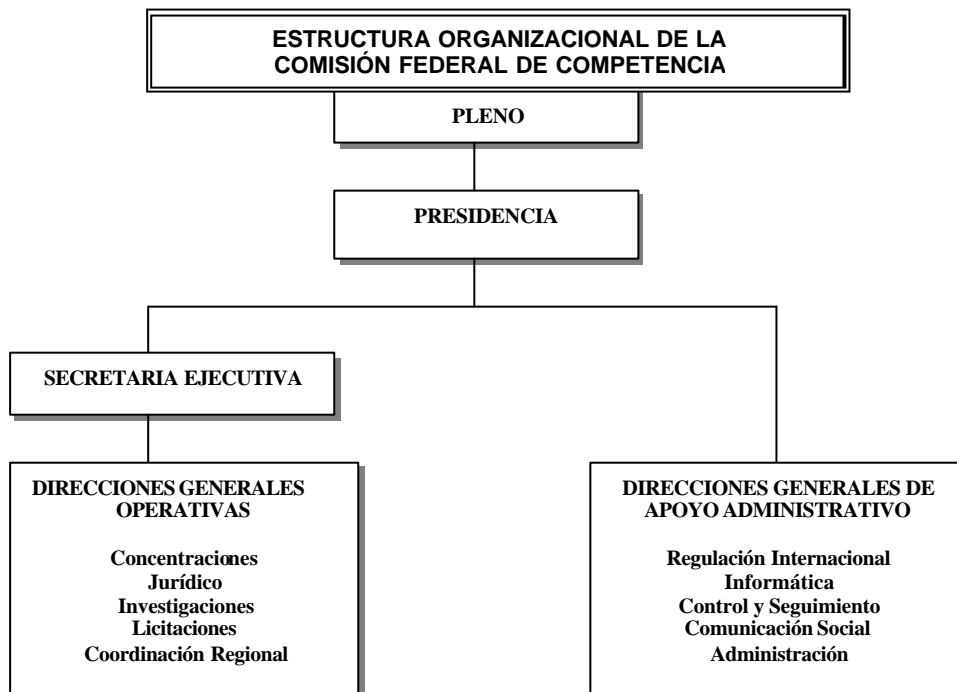 ESTRUCTURA ORGANIZACIONAL DE LA
COMISIÓN FEDERAL DE COMPETENCIA
PLENO
PRESIDENCIA
SECRETARIA EJECUTIVA
DIRECCIONES GENERALES
OPERATIVAS
Concentraciones
Jurídico
Investigaciones
Licitaciones
Coordinación Regional
DIRECCIONES GENERALES DE
APOYO ADMINISTRATIVO
Regulación Internacional
Informática
Control y Seguimiento
Comunicación Social
Administración